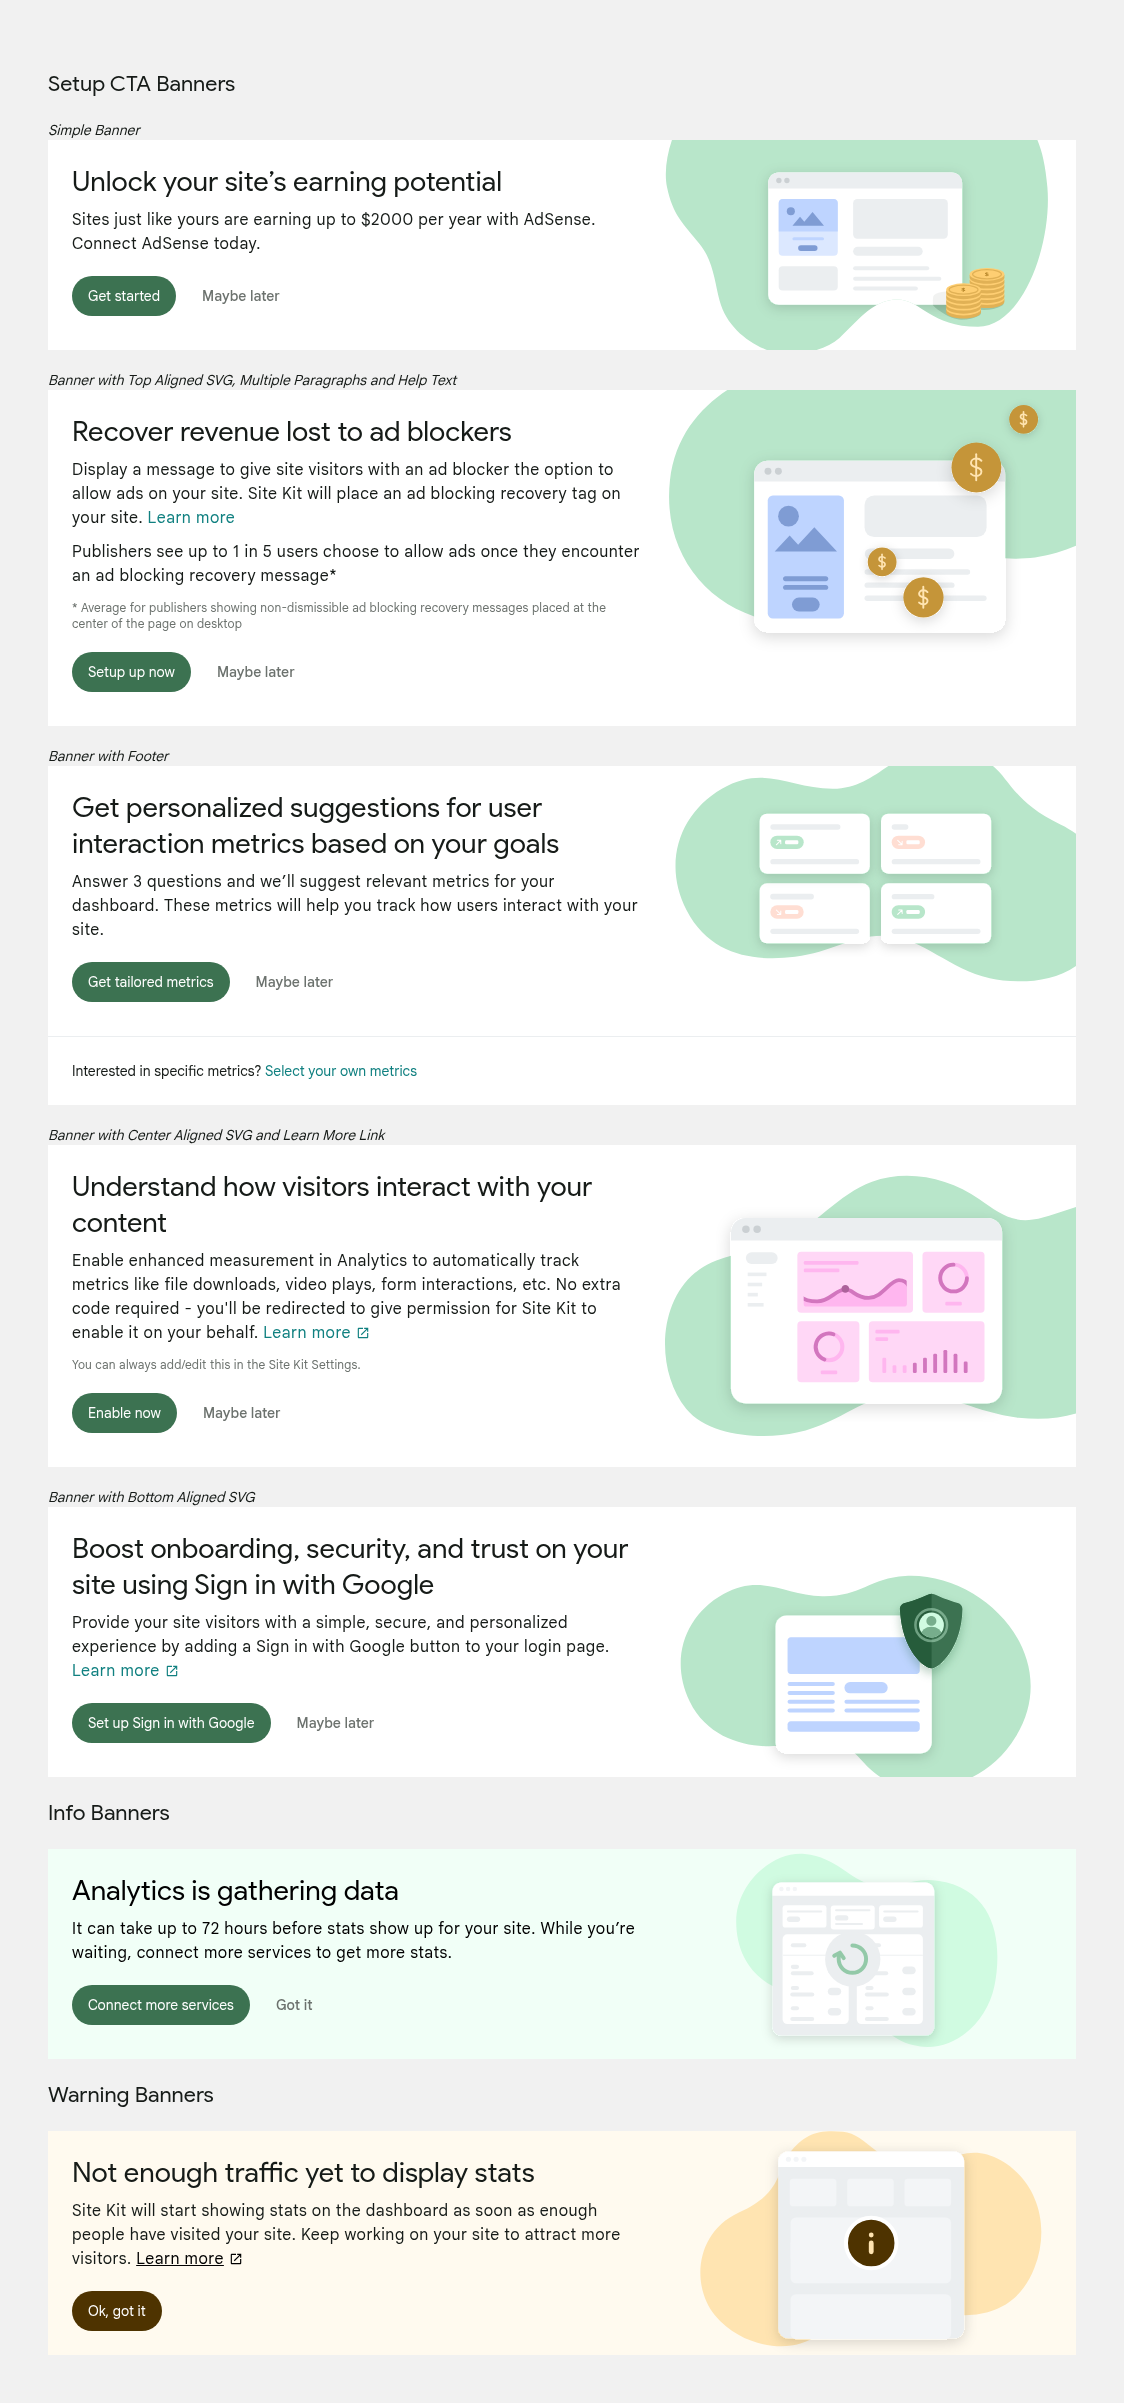 Setup CTA Banners
Simple Banner
Unlock your site’s earning potential
Sites just like yours are earning up to $2000 per year with AdSense.
Connect AdSense today.
Get started
Maybe later
Banner with Top Aligned SVG, Multiple Paragraphs and Help Text
Recover revenue lost to ad blockers
Display a message to give site visitors with an ad blocker the option to
allow ads on your site. Site Kit will place an ad blocking recovery tag on
your site. Learn more
Publishers see up to 1 in 5 users choose to allow ads once they encounter
an ad blocking recovery message*
* Average for publishers showing non-dismissible ad blocking recovery messages placed at the
center of the page on desktop
Setup up now
Maybe later
$
$
$
$
Banner with Footer
Get personalized suggestions for user
interaction metrics based on your goals
Answer 3 questions and we’ll suggest relevant metrics for your
dashboard. These metrics will help you track how users interact with your
site.
Get tailored metrics
Maybe later
Interested in specific metrics? Select your own metrics
Banner with Center Aligned SVG and Learn More Link
Understand how visitors interact with your
content
Enable enhanced measurement in Analytics to automatically track
metrics like file downloads, video plays, form interactions, etc. No extra
code required - you'll be redirected to give permission for Site Kit to
enable it on your behalf. Learn more
You can always add/edit this in the Site Kit Settings.
Enable now
Maybe later
Banner with Bottom Aligned SVG
Boost onboarding, security, and trust on your
site using Sign in with Google
Provide your site visitors with a simple, secure, and personalized
experience by adding a Sign in with Google button to your login page.
Learn more
Set up Sign in with Google
Maybe later
Info Banners
Analytics is gathering data
It can take up to 72 hours before stats show up for your site. While you’re
waiting, connect more services to get more stats.
Connect more services
Got it
Warning Banners
Not enough traffic yet to display stats
Site Kit will start showing stats on the dashboard as soon as enough
people have visited your site. Keep working on your site to attract more
visitors. Learn more
Ok, got it